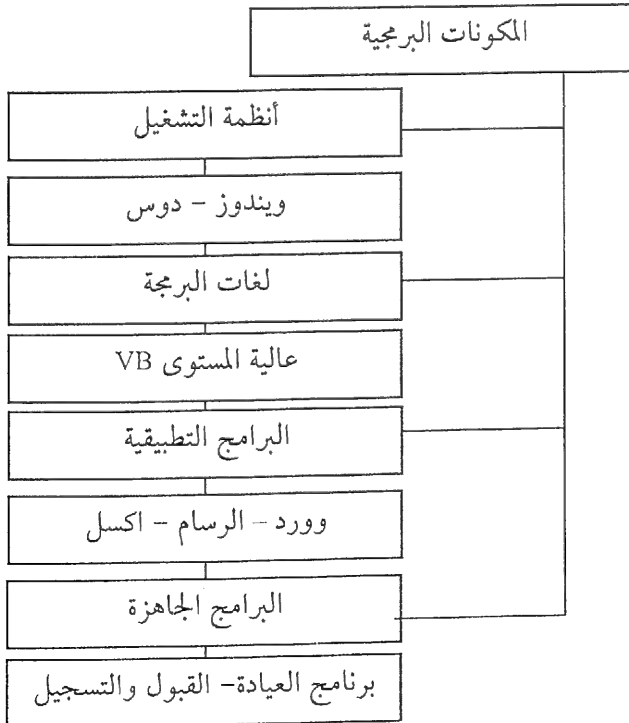 المكونات البرمجية
أنظمة التشغيل
ويندوز – دوس
لغات البرمجة
عالية المستوى VB
البرامج التطبيقية
وورد – الرسام – اكسل
البرامج الجاهزة
برنامج العيادة– القبول والتسجيل